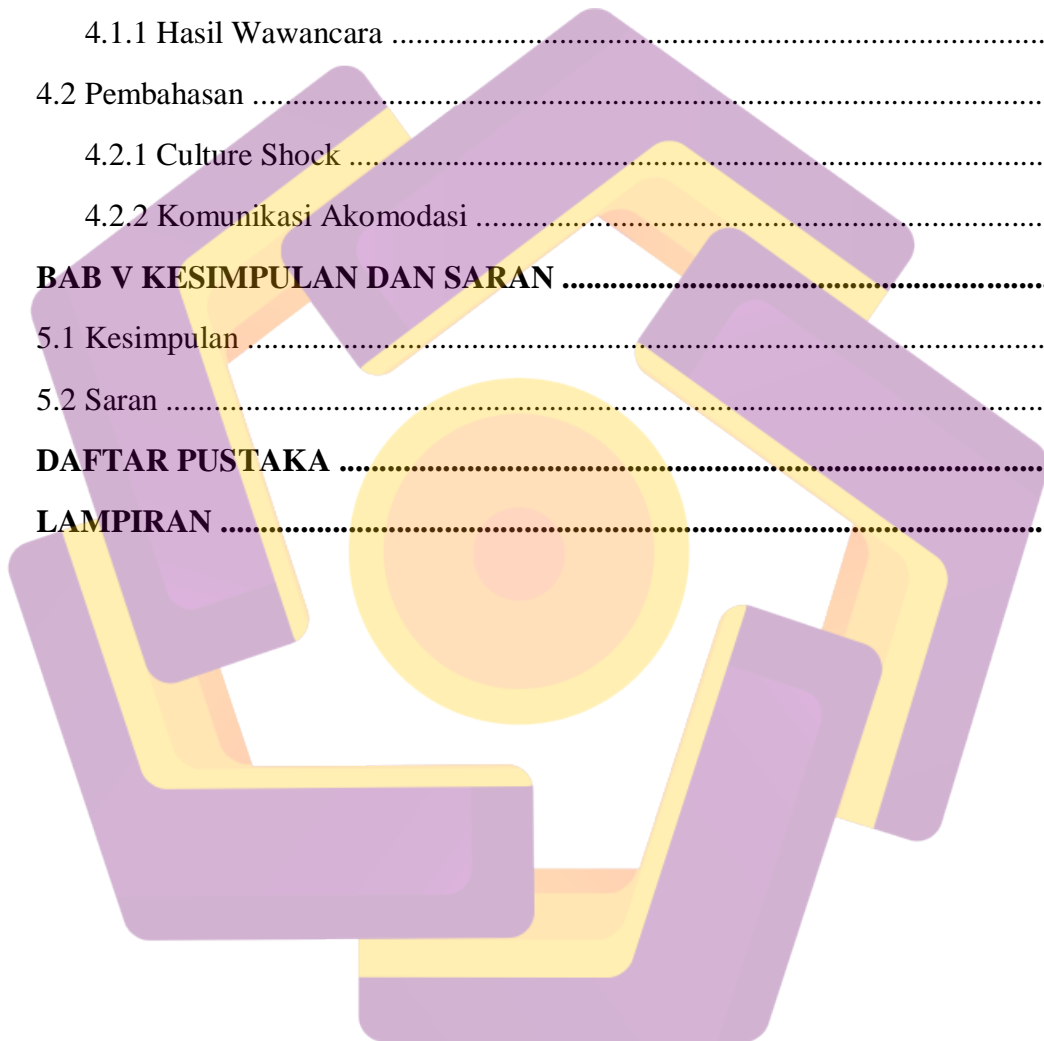 4.1.1 Hasil Wawancara ..........................................................................................
4.2 Pembahasan .....................................................................................................
4.2.1 Culture Shock ...............................................................................................
4.2.2 Komunikasi Akomodasi ................................................................................
BAB V KESIMPULAN DAN SARAN ..............................................................
5.1 Kesimpulan ......................................................................................................
5.2 Saran ................................................................................................................
DAFTAR PUSTAKA .........................................................................................
LAMPIRAN ........................................................................................................